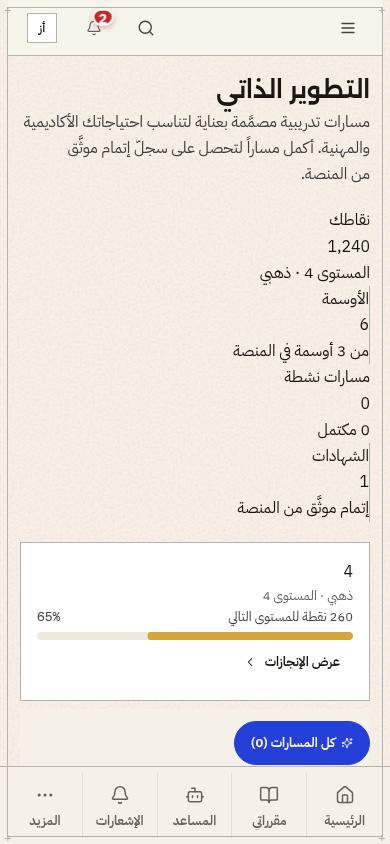 أز
2
التطوير الذاتي
مسارات تدريبية مصمَّمة بعناية لتناسب احتياجاتك الأكاديمية
والمهنية. أكمل مساراً لتحصل على سجلّ إتمام موثَّق
من المنصة.
نقاطك
1,240
المستوى 4 · ذهبي
الأوسمة
6
من 3 أوسمة في المنصة
مسارات نشطة
0
0 مكتمل
الشهادات
1
إتمام موثَّق من المنصة
4
ذهبي · المستوى 4
260 نقطة للمستوى التالي 65%
عرض الإنجازات
كل المسارات (0)
الرئيسية
مقرراتي
المساعد
الإشعارات
المزيد